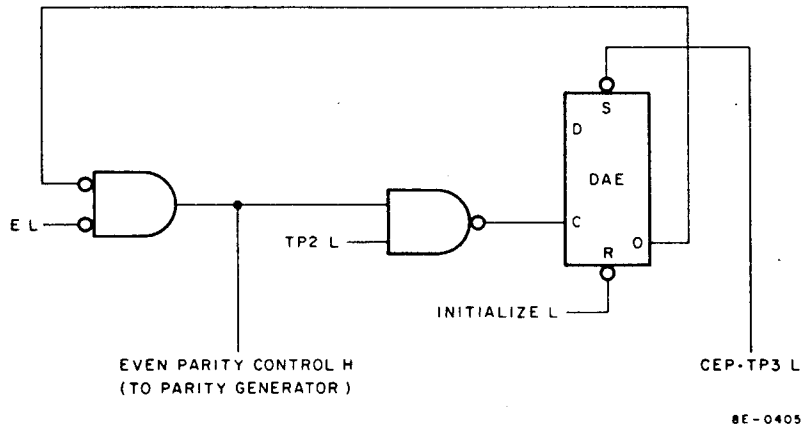 S
D
DAE
E L
TP2 L
C
0
R
INITIALIZE L
EVEN PARITY CONTROL H
(TO PARITY GENERATOR)
CEP•TP3 L
8E-0405